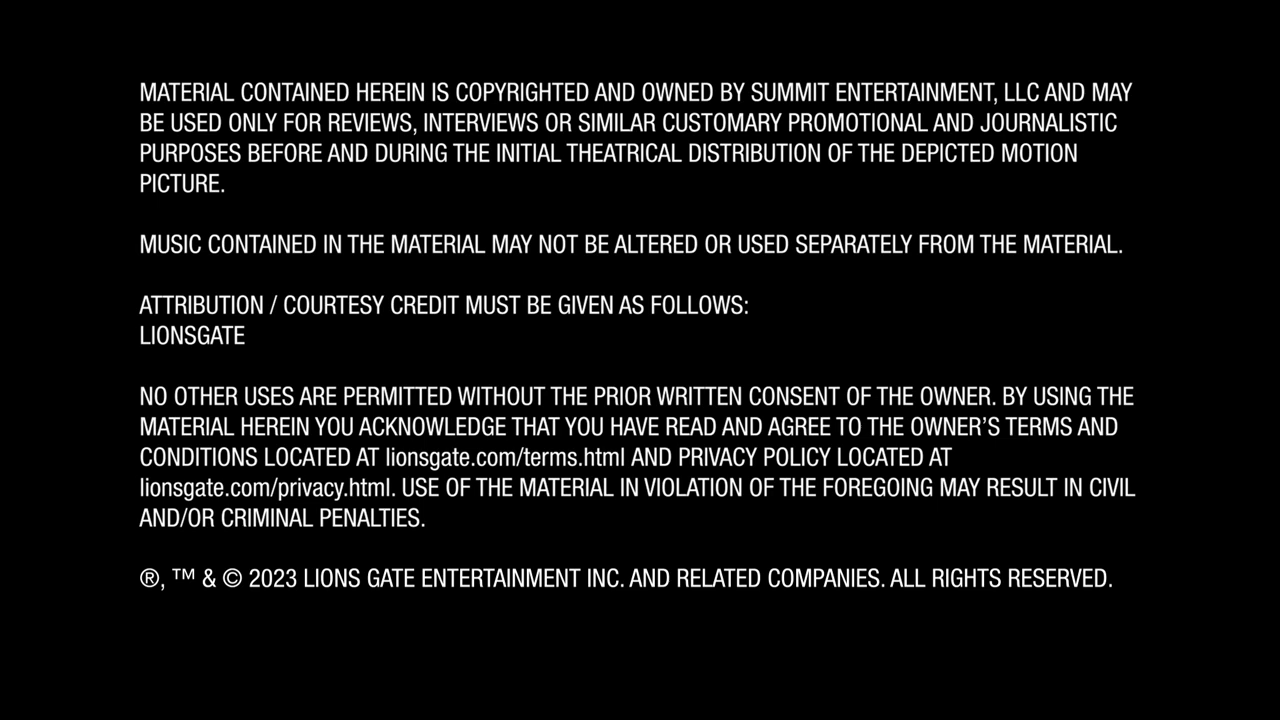 MATERIAL CONTAINED HEREIN IS COPYRIGHTED AND OWNED BY SUMMIT ENTERTAINMENT, LLC AND MAY
BE USED ONLY FOR REVIEWS, INTERVIEWS OR SIMILAR CUSTOMARY PROMOTIONAL AND JOURNALISTIC
PURPOSES BEFORE AND DURING THE INITIAL THEATRICAL DISTRIBUTION OF THE DEPICTED MOTION
PICTURE.
MUSIC CONTAINED IN THE MATERIAL MAY NOT BE ALTERED OR USED SEPARATELY FROM THE MATERIAL.
ATTRIBUTION / COURTESY CREDIT MUST BE GIVEN AS FOLLOWS:
LIONSGATE
NO OTHER USES ARE PERMITTED WITHOUT THE PRIOR WRITTEN CONSENT OF THE OWNER. BY USING THE
MATERIAL HEREIN YOU ACKNOWLEDGE THAT YOU HAVE READ AND AGREE TO THE OWNER’S TERMS AND
CONDITIONS LOCATED AT lionsgate.com/terms.html AND PRIVACY POLICY LOCATED AT
lionsgate.com/privacy.html. USE OF THE MATERIAL IN VIOLATION OF THE FOREGOING MAY RESULT IN CIVIL
AND/OR CRIMINAL PENALTIES.
®, ™ & © 2023 LIONS GATE ENTERTAINMENT INC. AND RELATED COMPANIES. ALL RIGHTS RESERVED.